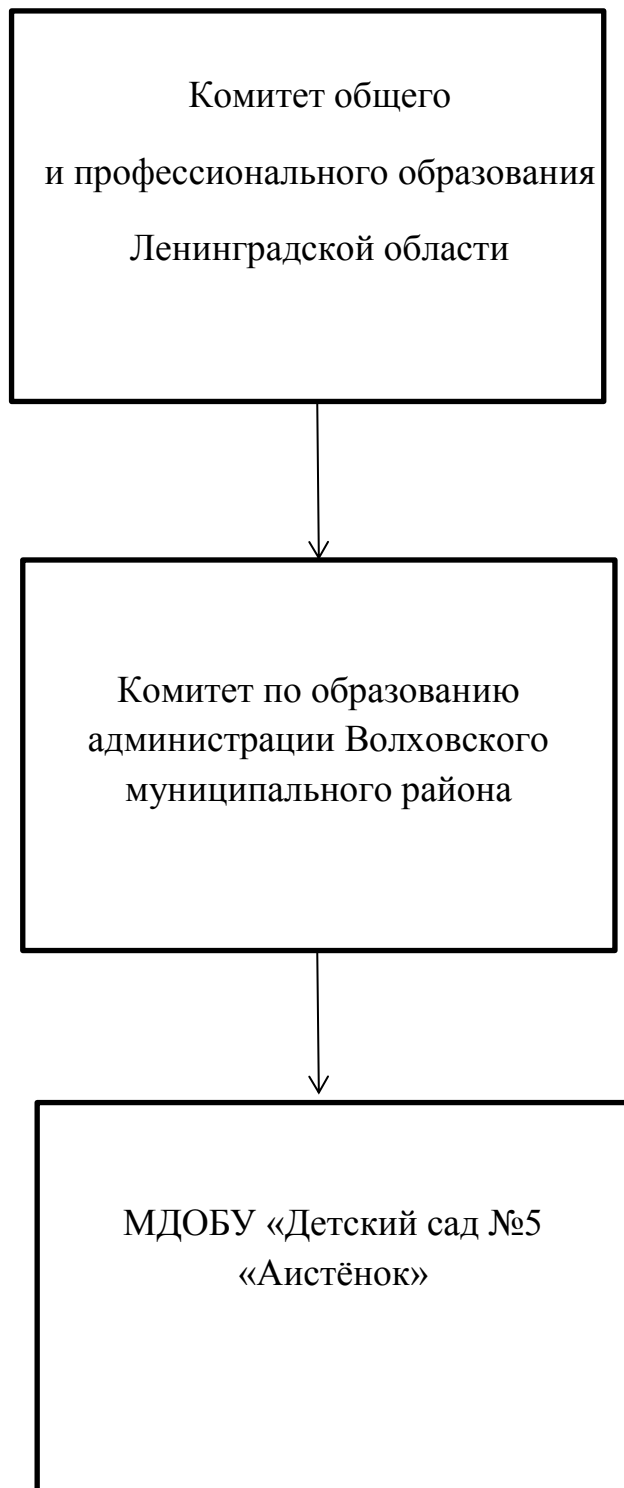 Комитет общего
и профессионального образования
Ленинградской области
Комитет по образованию
администрации Волховского
муниципального района
МДОБУ «Детский сад №5
«Аистёнок»